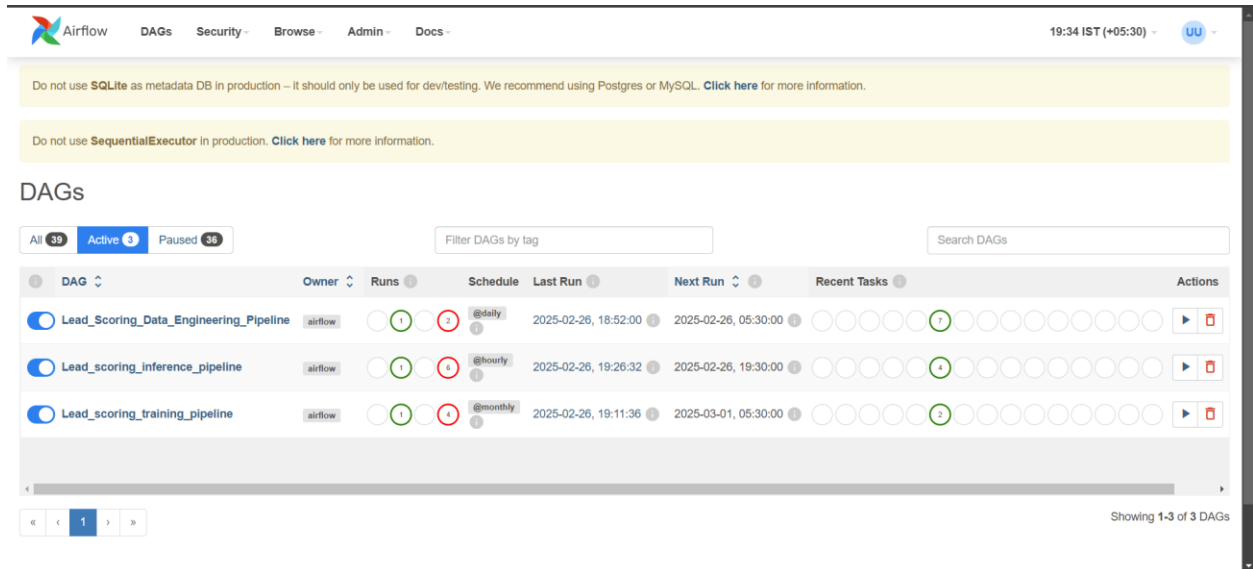 Airflow DAGs Security Browse Admin Docs 19:34 IST (+05:30) UU
Do not use SQLite as metadata DB in production – it should only be used for dev/testing. We recommend using Postgres or MySQL. Click here for more information.
Do not use SequentialExecutor in production. Click here for more information.
DAGs
All 39 Active 3 Paused 36 Filter DAGs by tag Search DAGs
DAG Owner Runs Schedule Last Run Next Run Recent Tasks Actions
Lead_Scoring_Data_Engineering_Pipeline airflow 1 2 @daily 2025-02-26, 18:52:00 2025-02-26, 05:30:00 7
Lead_scoring_inference_pipeline airflow 1 6 @hourly 2025-02-26, 19:26:32 2025-02-26, 19:30:00 4
Lead_scoring_training_pipeline airflow 1 4 @monthly 2025-02-26, 19:11:36 2025-03-01, 05:30:00 2
« ‹ 1 › » Showing 1-3 of 3 DAGs